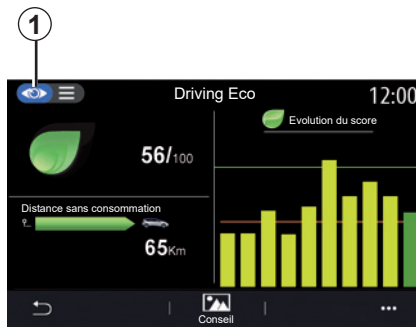 1
Driving Eco
12:00
56/100
Evolution du score
Distance sans consommation
65Km
Conseil